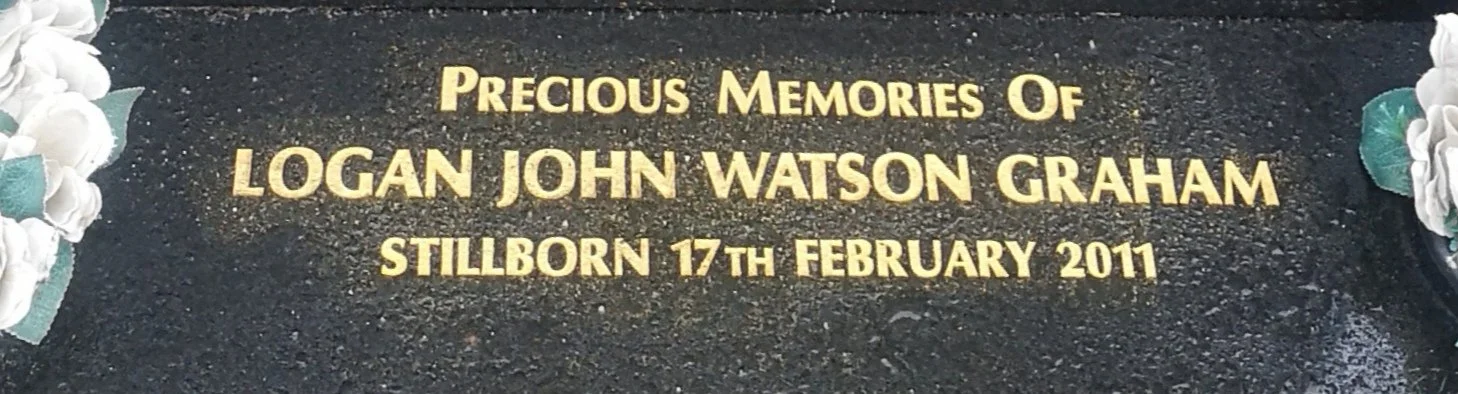 Precious Memories Of
LOGAN JOHN WATSON GRAHAM
STILLBORN 17TH FEBRUARY 2011